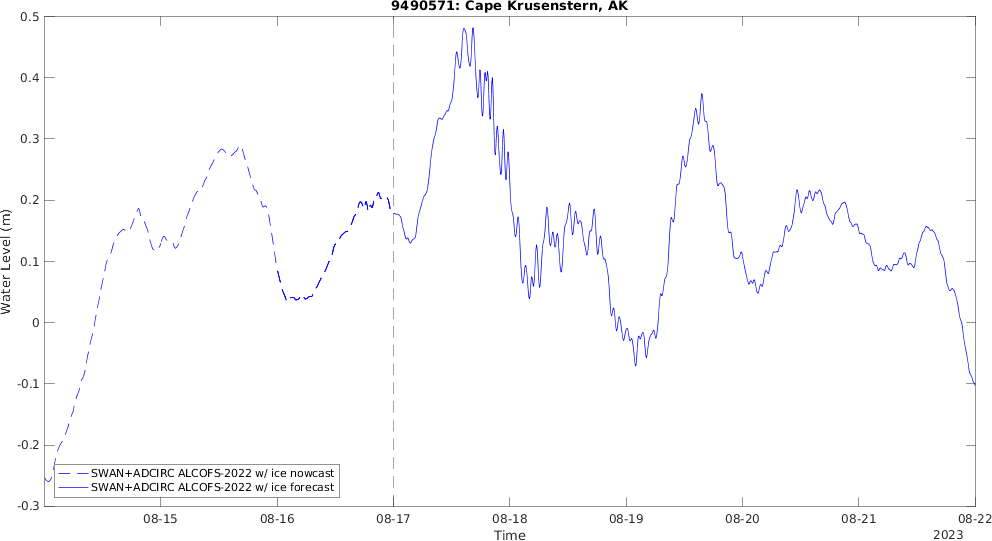 9490571: Cape Krusenstern, AK
0.5
0.4
0.3
0.2
0.1
0
-0.1
-0.2
-0.3
Water Level (m)
SWAN+ADCIRC ALCOFS-2022 w/ ice nowcast
SWAN+ADCIRC ALCOFS-2022 w/ ice forecast
08-15 08-16 08-17 08-18 08-19 08-20 08-21 08-22
Time
2023